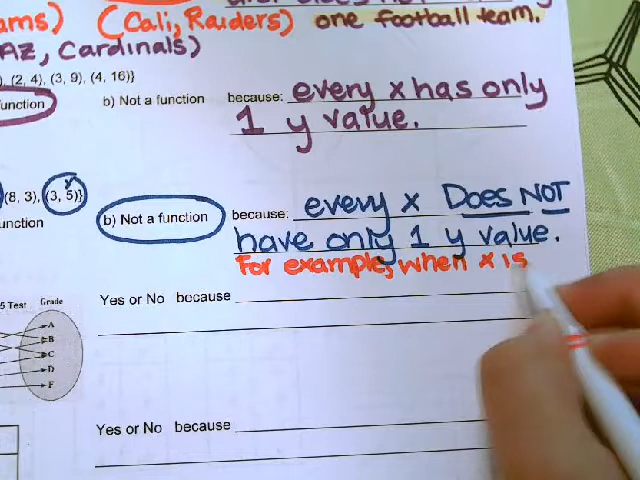 ams) (Cali, Raiders) one football team.
AZ, Cardinals)
, (2, 4), (3, 9), (4, 16)}
function b) Not a function because: every x has only
1 y value.
(8, 3), (3, 5)}
unction b) Not a function because: every x Does NOT
have only 1 y value.
For example, when x is
5 Test Grade
Yes or No because
A
B
C
D
F
Yes or No because